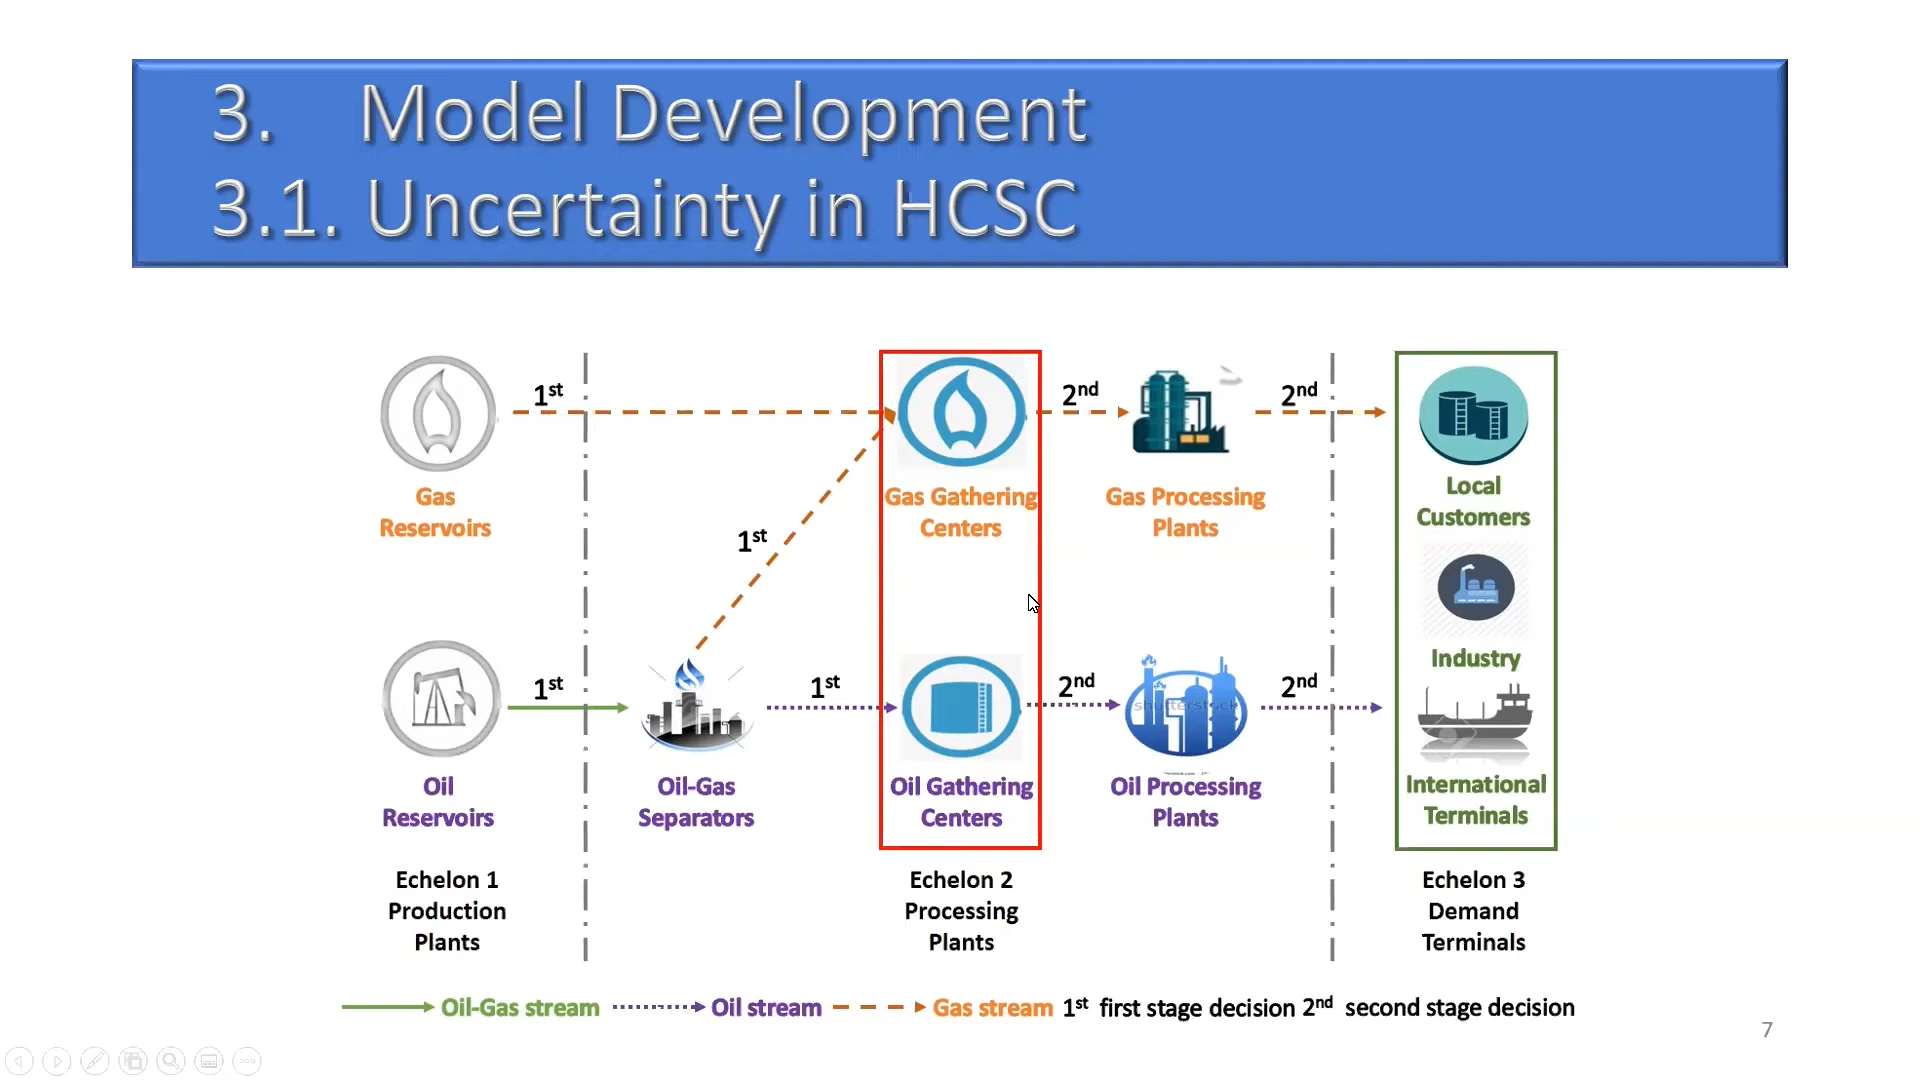 3. Model Development
3.1. Uncertainty in HCSC
1st
2nd
2nd
Gas
Reservoirs
Gas Gathering
Centers
Gas Processing
Plants
Local
Customers
1st
Industry
1st
1st
2nd
2nd
shutterstock
Oil
Reservoirs
Oil-Gas
Separators
Oil Gathering
Centers
Oil Processing
Plants
International
Terminals
Echelon 1
Production
Plants
Echelon 2
Processing
Plants
Echelon 3
Demand
Terminals
Oil-Gas stream Oil stream Gas stream 1st first stage decision 2nd second stage decision
7